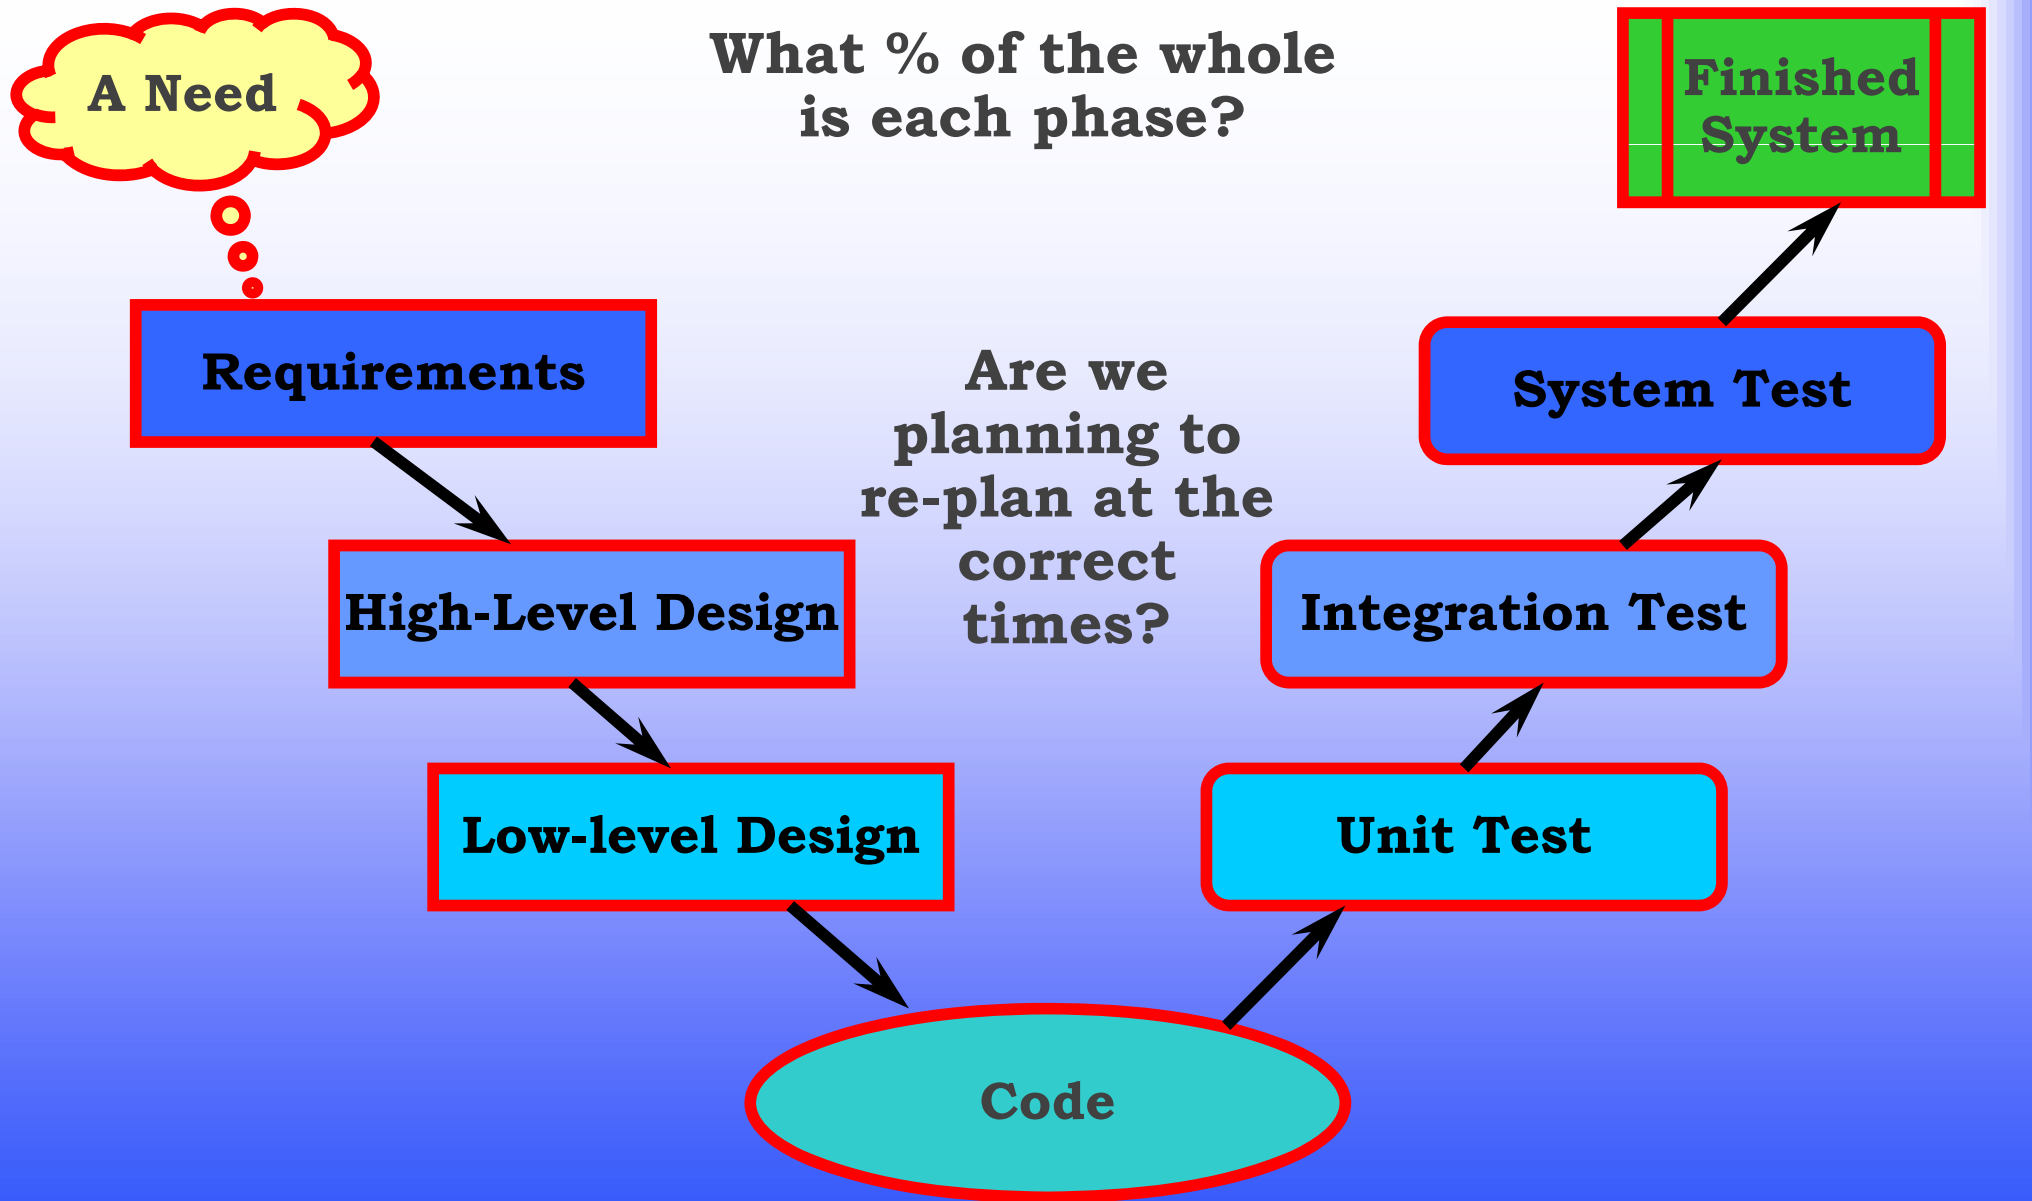 A Need
What % of the whole
is each phase?
Finished
System
Requirements
Are we
planning to
re-plan at the
correct
times?
System Test
High-Level Design
Integration Test
Low-level Design
Unit Test
Code